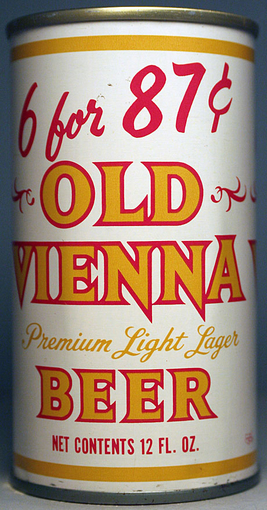 6 for 87¢
OLD
VIENNA
Premium Light Lager
BEER
NET CONTENTS 12 FL. OZ.